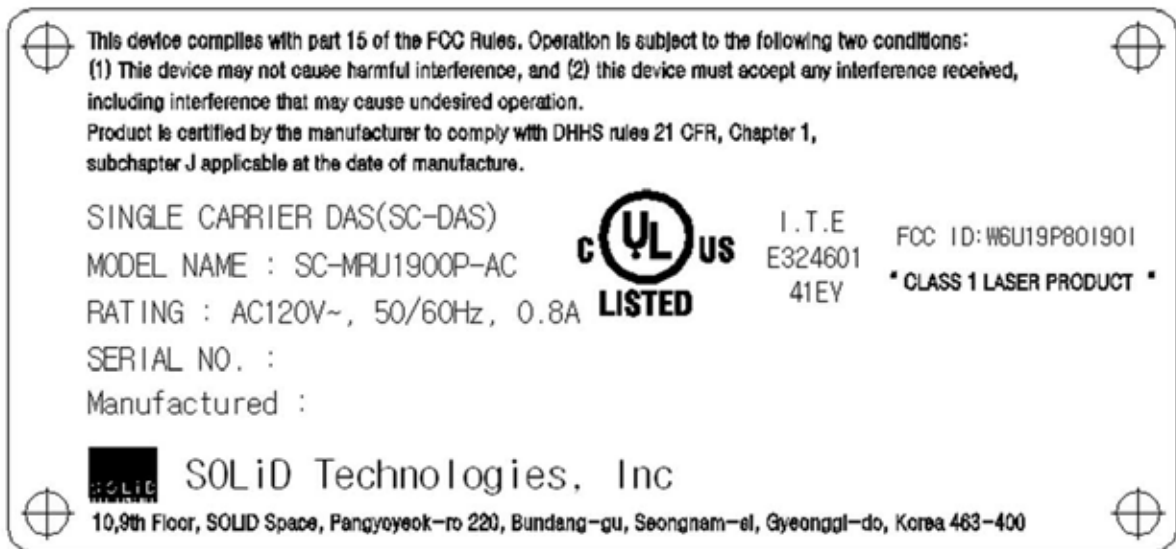 This device complies with part 15 of the FCC Rules. Operation is subject to the following two conditions:
(1) This device may not cause harmful interference, and (2) this device must accept any interference received,
including interference that may cause undesired operation.
Product is certified by the manufacturer to comply with DHHS rules 21 CFR, Chapter 1,
subchapter J applicable at the date of manufacture.
SINGLE CARRIER DAS(SC-DAS)
MODEL NAME : SC-MRU1900P-AC
RATING : AC120V~, 50/60Hz, 0.8A
SERIAL NO. :
Manufactured :
C UL US
LISTED
I.T.E
E324601
41EY
FCC ID:W6U19P80I90I
" CLASS 1 LASER PRODUCT "
SOLiD
SOLiD Technologies, Inc
10,9th Floor, SOLID Space, Pangyoyeok-ro 220, Bundang-gu, Seongnam-si, Gyeonggi-do, Korea 463-400